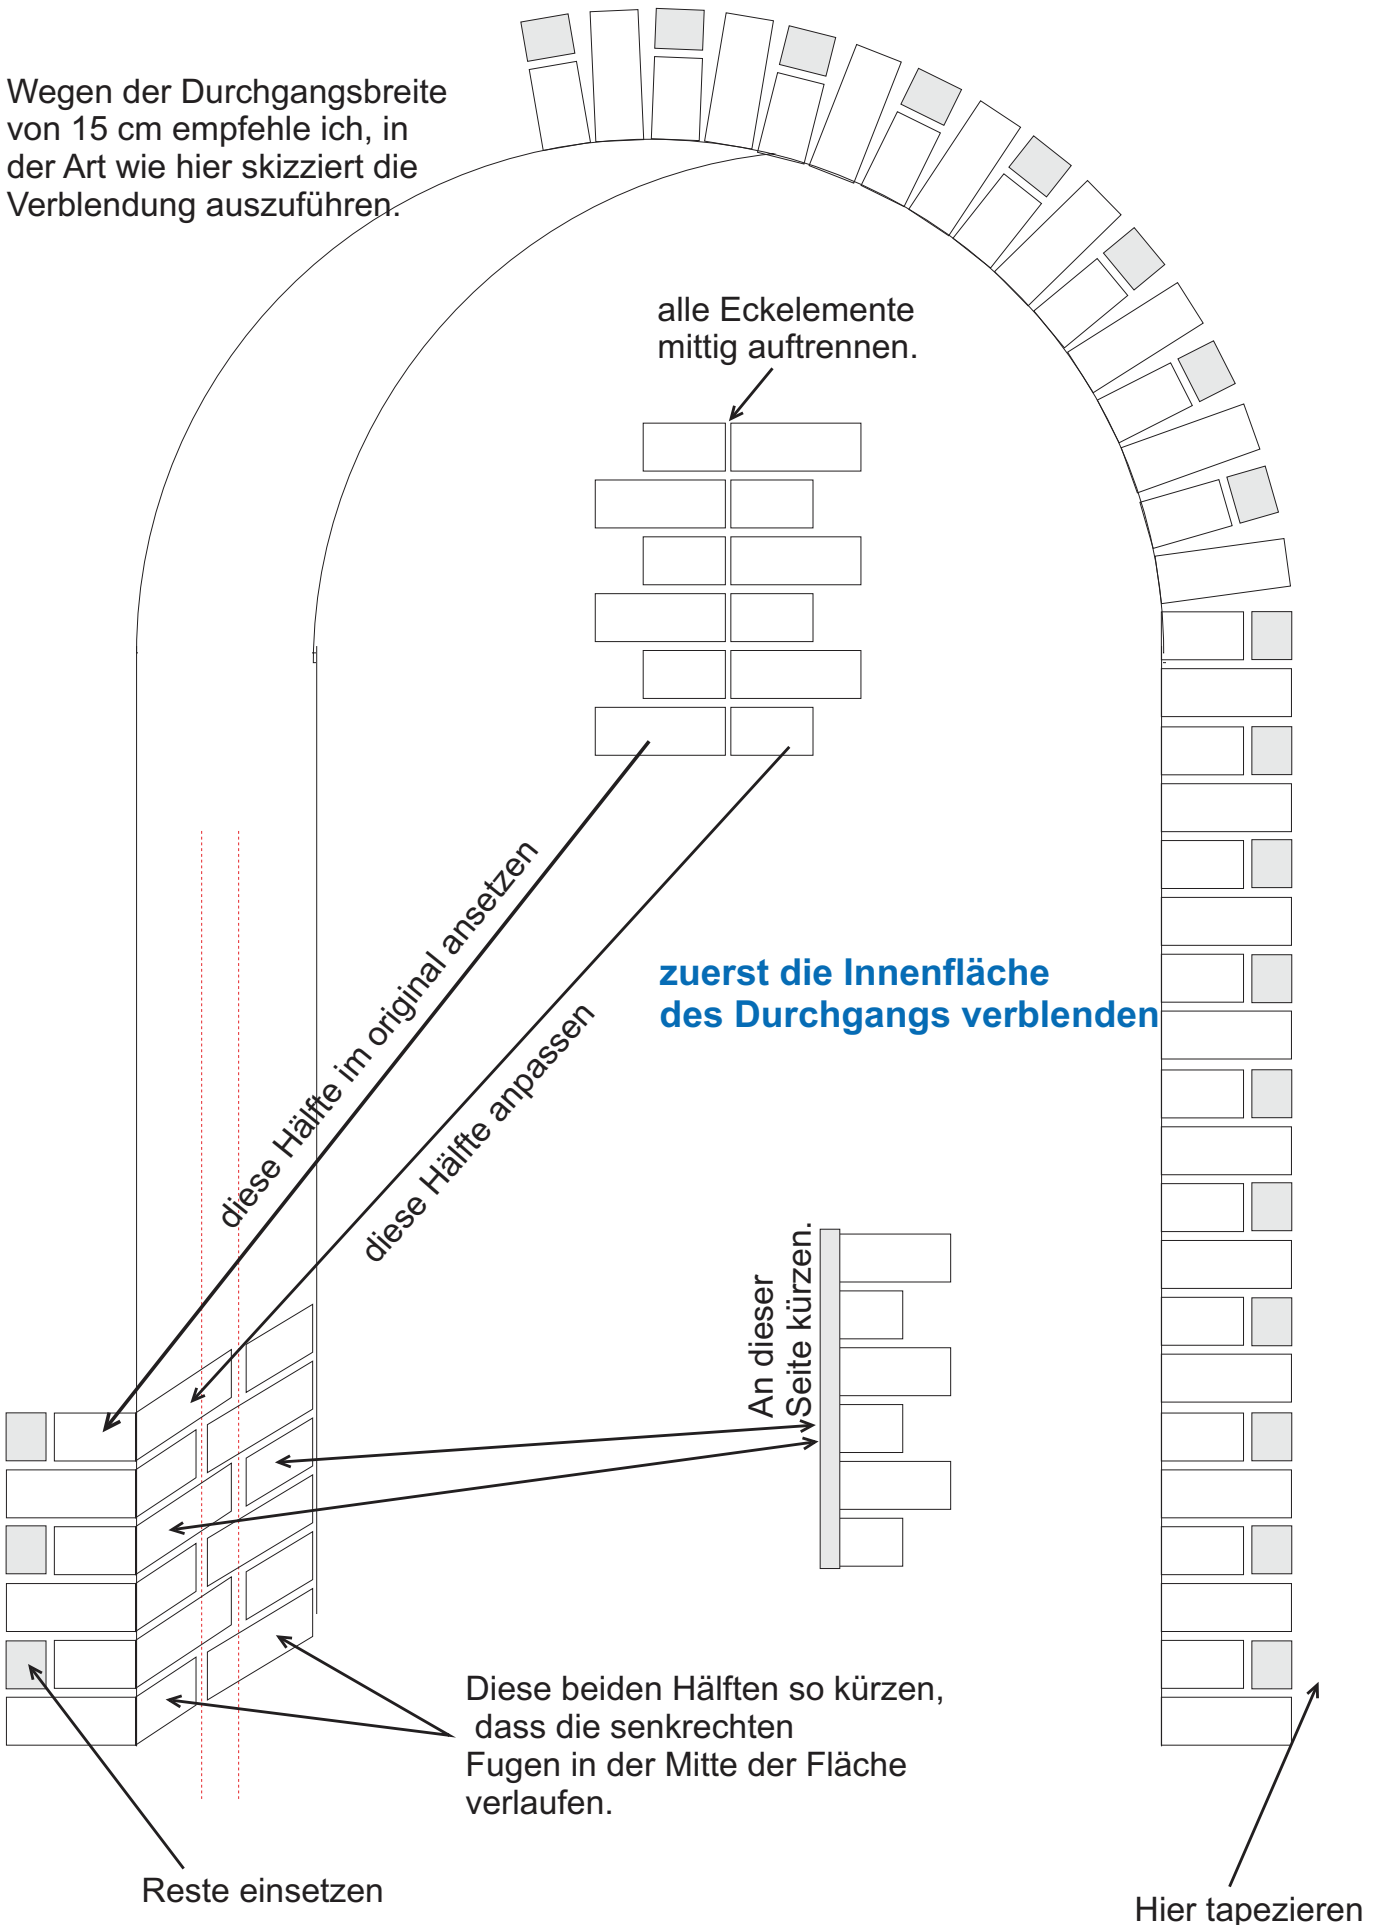 Wegen der Durchgangsbreite
von 15 cm empfehle ich, in
der Art wie hier skizziert die
Verblendung auszuführen.
alle Eckelemente
mittig auftrennen.
diese Hälfte im original ansetzen
diese Hälfte anpassen
zuerst die Innenfläche
des Durchgangs verblenden
An dieser
Seite kürzen.
Diese beiden Hälften so kürzen,
dass die senkrechten
Fugen in der Mitte der Fläche
verlaufen.
Reste einsetzen
Hier tapezieren